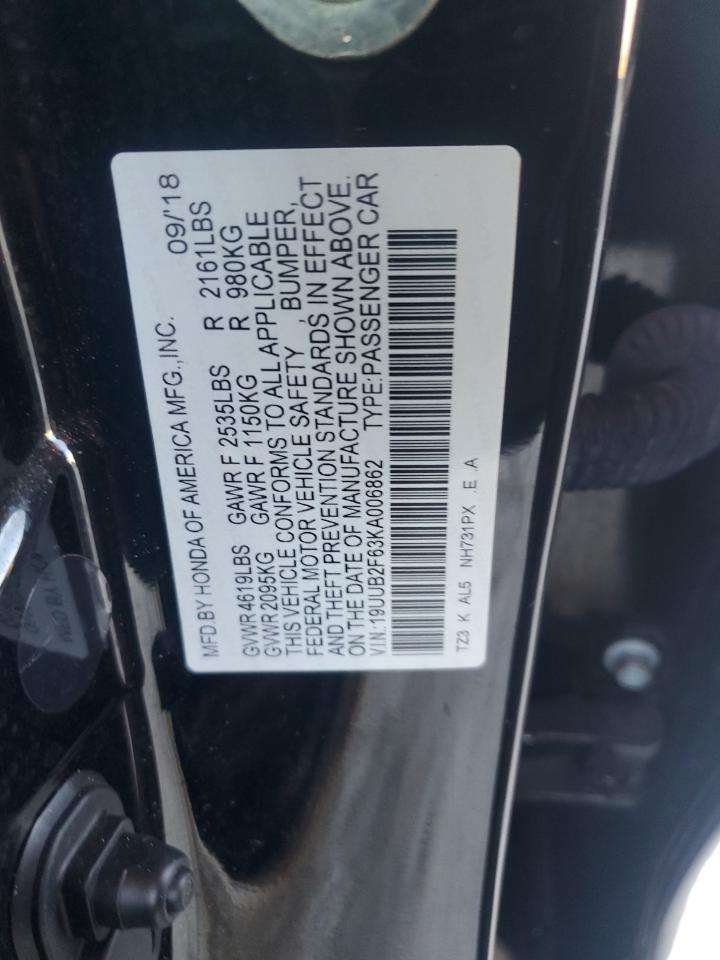 MFD.BY HONDA OF AMERICA MFG.,INC. 09/'18
GVWR 4619LBS GAWR F 2535LBS R 2161LBS
GVWR 2095KG GAWR F 1150KG R 980KG
THIS VEHICLE CONFORMS TO ALL APPLICABLE
FEDERAL MOTOR VEHICLE SAFETY , BUMPER,
AND THEFT PREVENTION STANDARDS IN EFFECT
ON THE DATE OF MANUFACTURE SHOWN ABOVE.
V.I.N.:19UUB2F63KA006862 TYPE:PASSENGER CAR
TZ3 K AL5 NH731PX .E .A